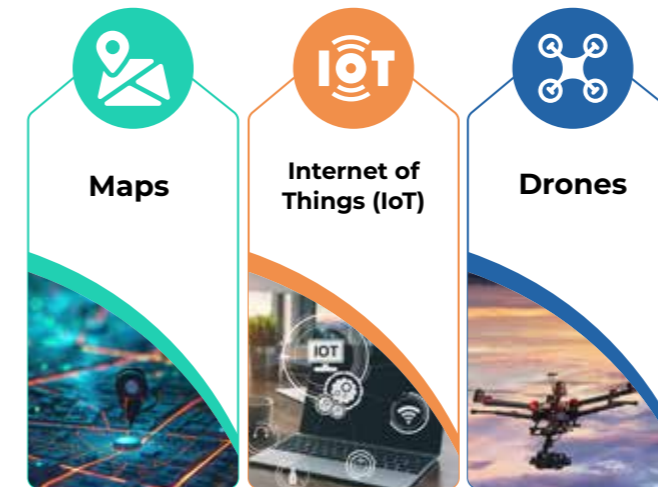 IOT
Maps
Internet of
Things (IoT)
Drones
IOT